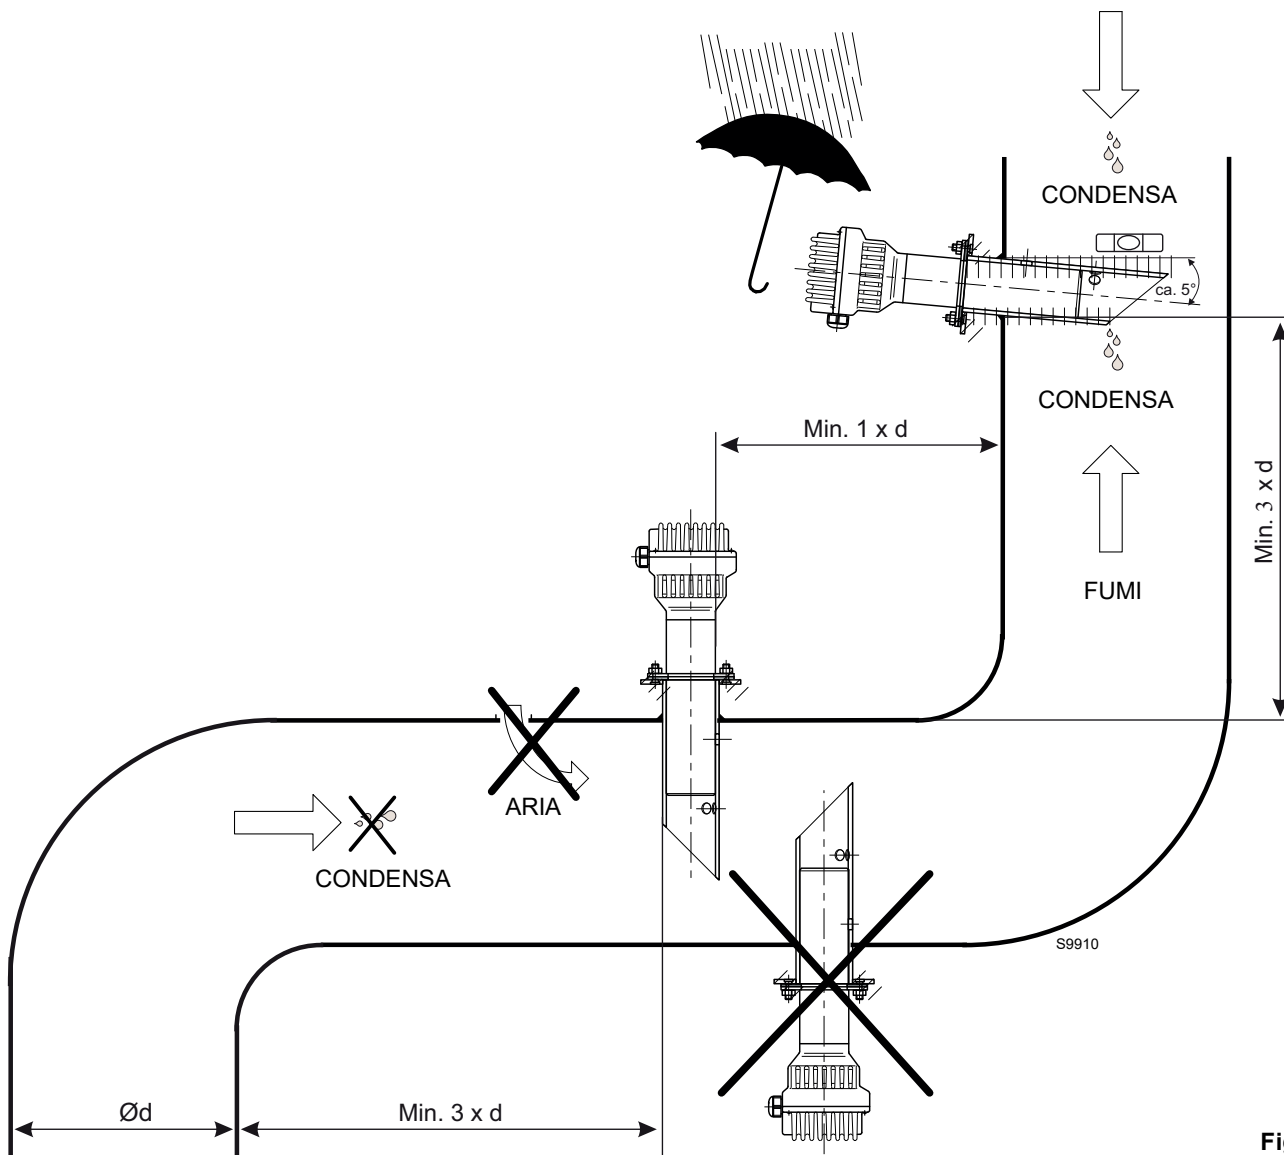 CONDENSA
ca. 5°
CONDENSA
Min. 1 x d
Min. 3 x d
FUMI
ARIA
CONDENSA
S9910
Ød
Min. 3 x d